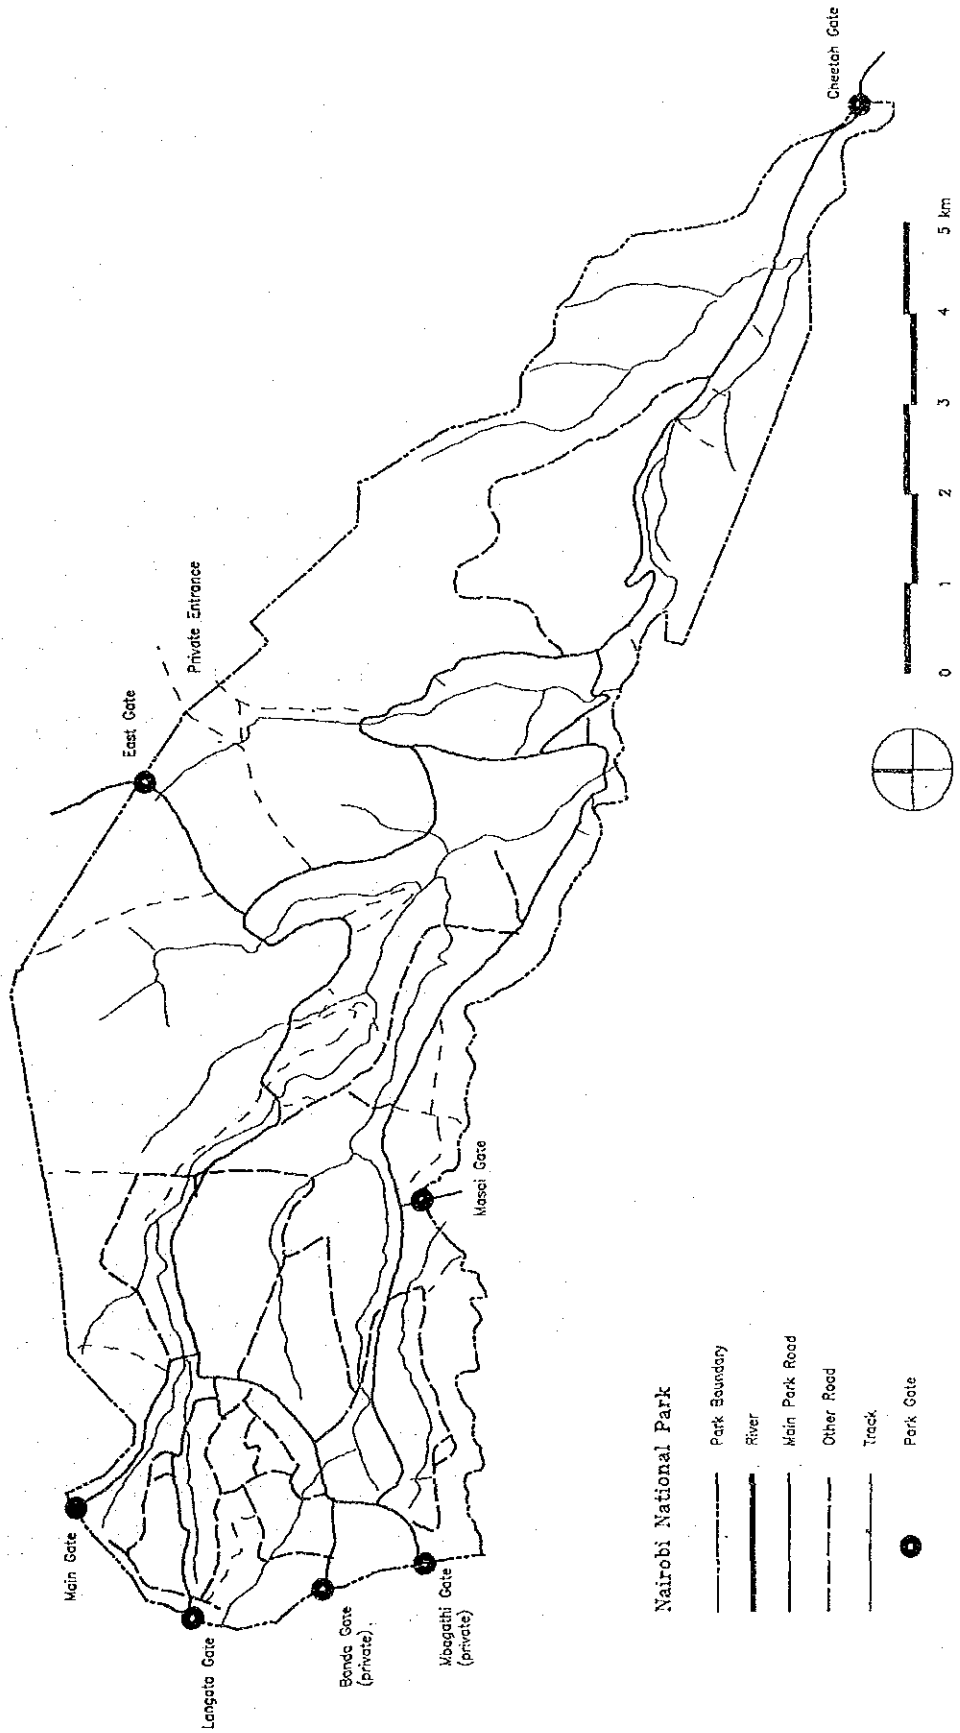 Main Gate
Langata Gate
Banda Gate
(private)
Mbagathi Gate
(private)
Masai Gate
East Gate
Private Entrance
Cheetah Gate
Nairobi National Park
Park Boundary
River
Main Park Road
Other Road
Track
Park Gate
0 1 2 3 4 5 km